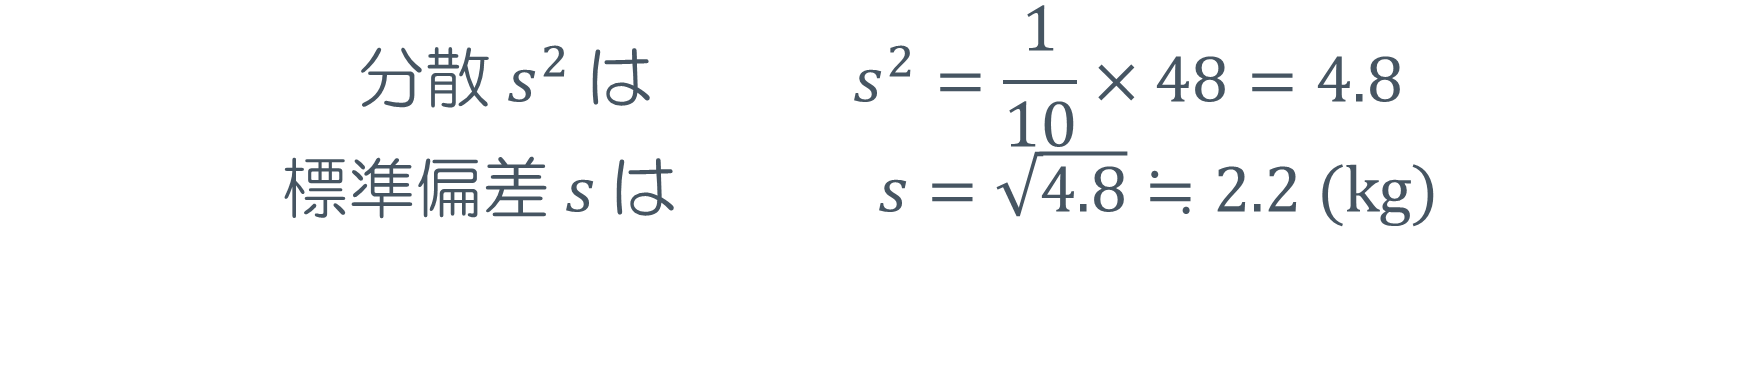 分散 s² は s² = 1/10 × 48 = 4.8
標準偏差 s は s = √4.8 ≒ 2.2 (kg)